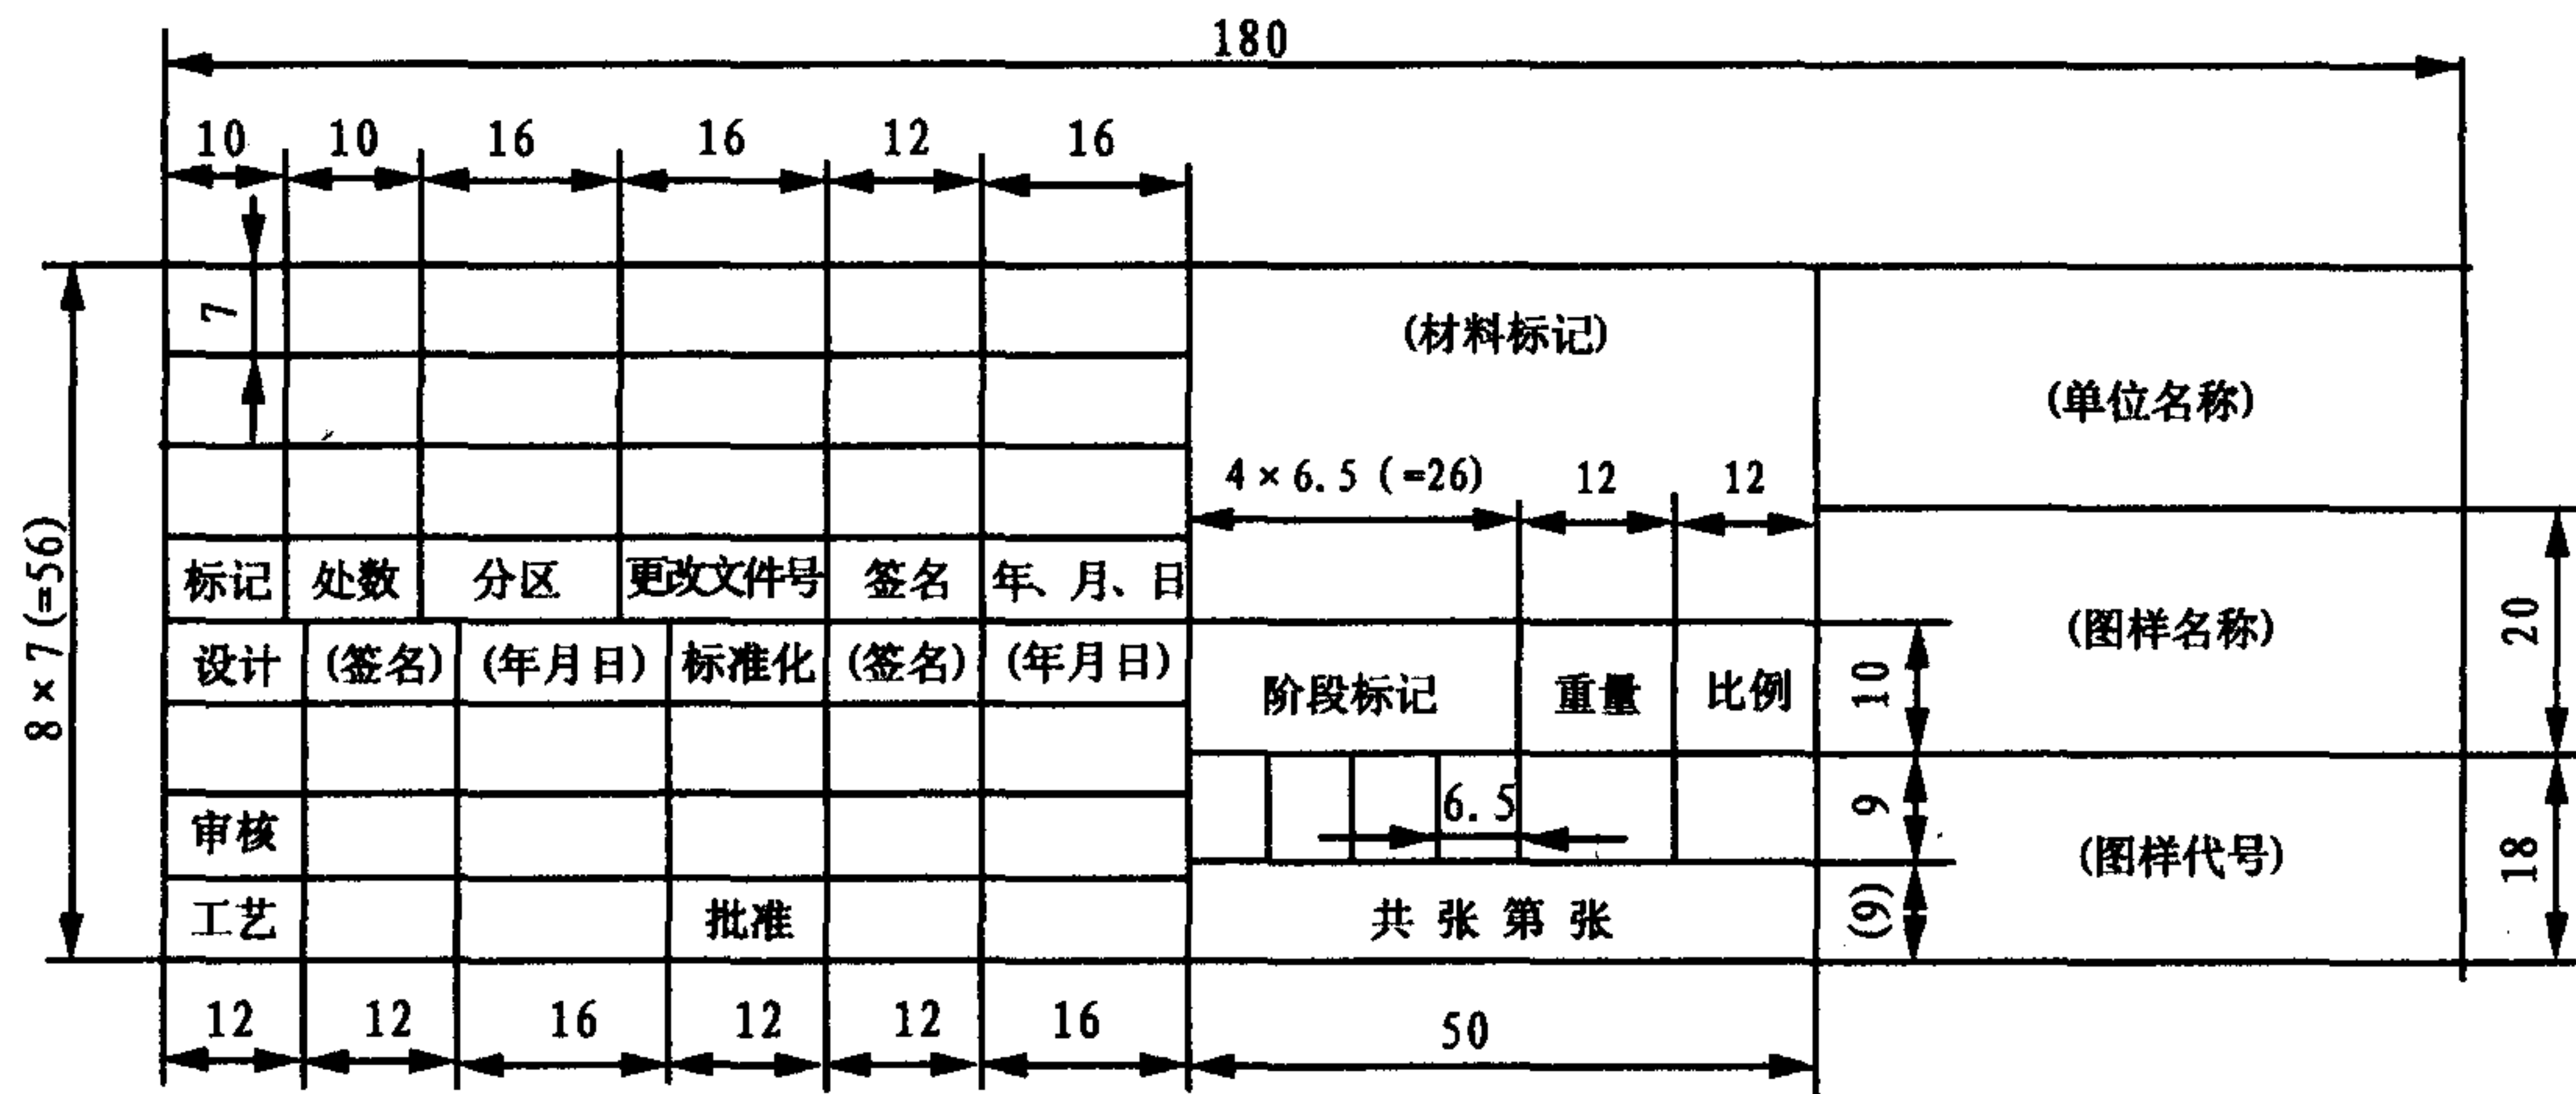 180
10 10 16 16 12 16
7
(材料标记)
(单位名称)
4×6.5(=26) 12 12
8×7(=56)
标记 处数 分区 更改文件号 签名 年、月、日
(图样名称)
20
设计 (签名) (年月日) 标准化 (签名) (年月日)
阶段标记 重量 比例 10
6.5 9
审核
(图样代号)
18
工艺 批准 共 张 第 张 (9)
12 12 16 12 12 16 50